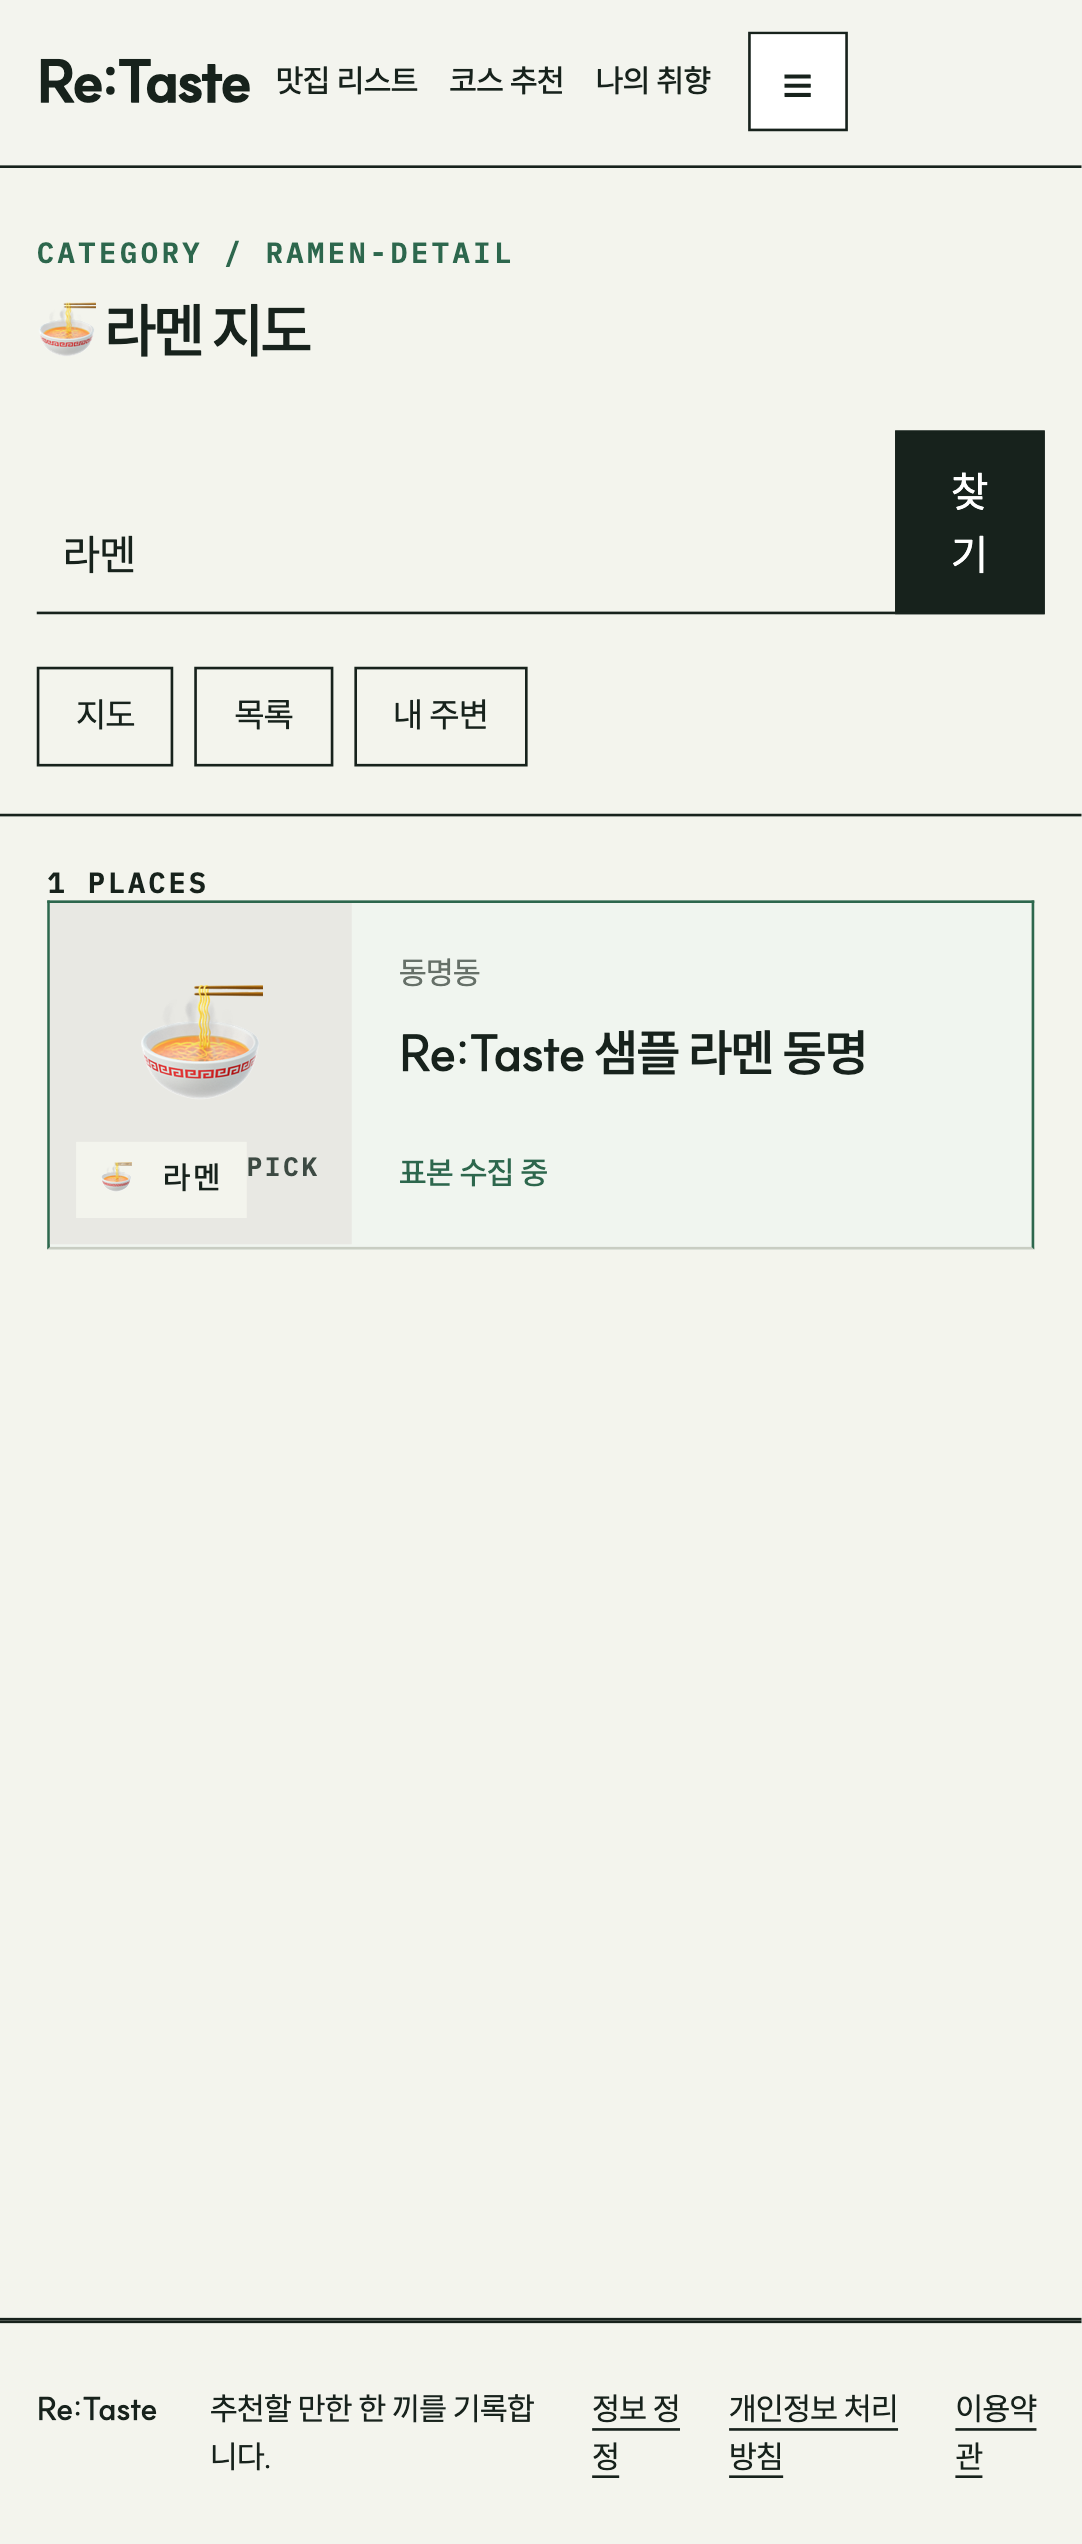 Re:Taste 맛집 리스트 코스 추천 나의 취향 ≡
CATEGORY / RAMEN-DETAIL
🍜 라멘 지도
라멘
찾
기
지도 목록 내 주변
1 PLACES
동명동
Re:Taste 샘플 라멘 동명
🍜 라멘 PICK
표본 수집 중
Re:Taste
추천할 만한 한 끼를 기록합
니다.
정보 정
정
개인정보 처리
방침
이용약
관